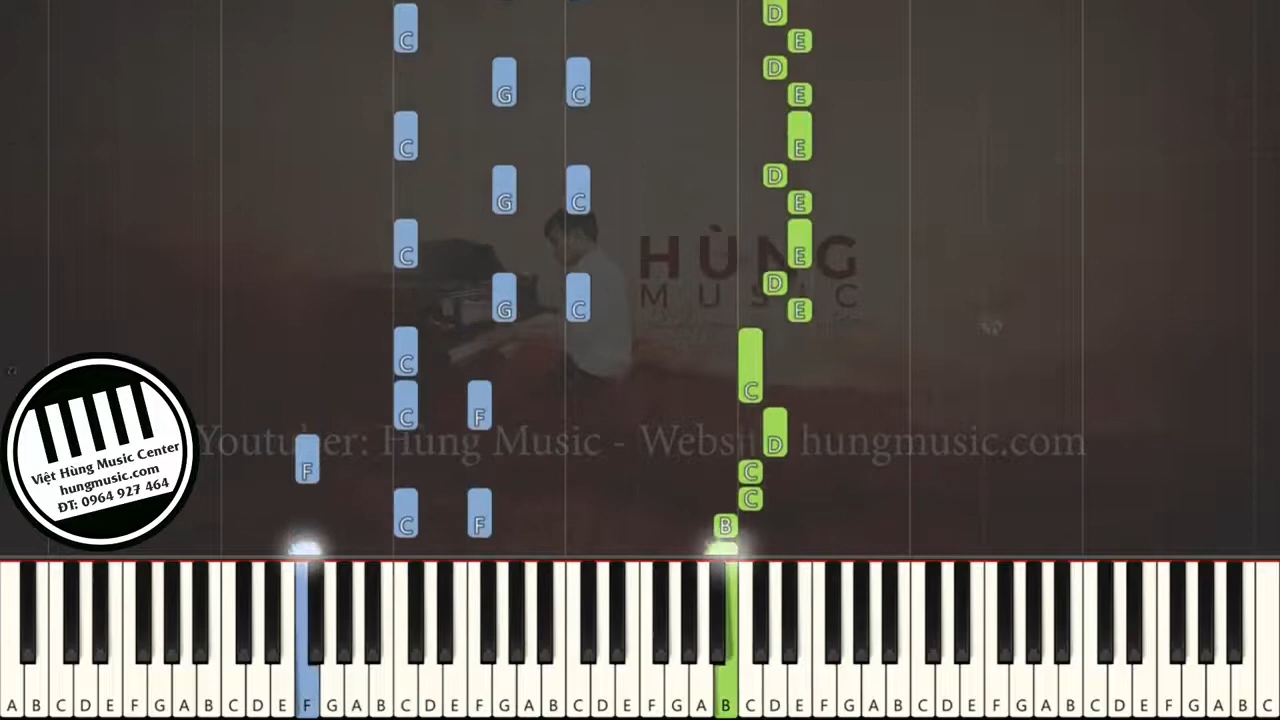 D
C E
D
G C E
C E
D
G C E
C E
D
G C E
C
C F C
D
F C
C
C F B
HÙNG
MUSIC
Youtuber: Hùng Music - Website: hungmusic.com
Việt Hùng Music Center
hungmusic.com
ĐT: 0964 927 464
A B C D E F G A B C D E F G A B C D E F G A B C D E F G A B C D E F G A B C D E F G A B C D E F G A B C